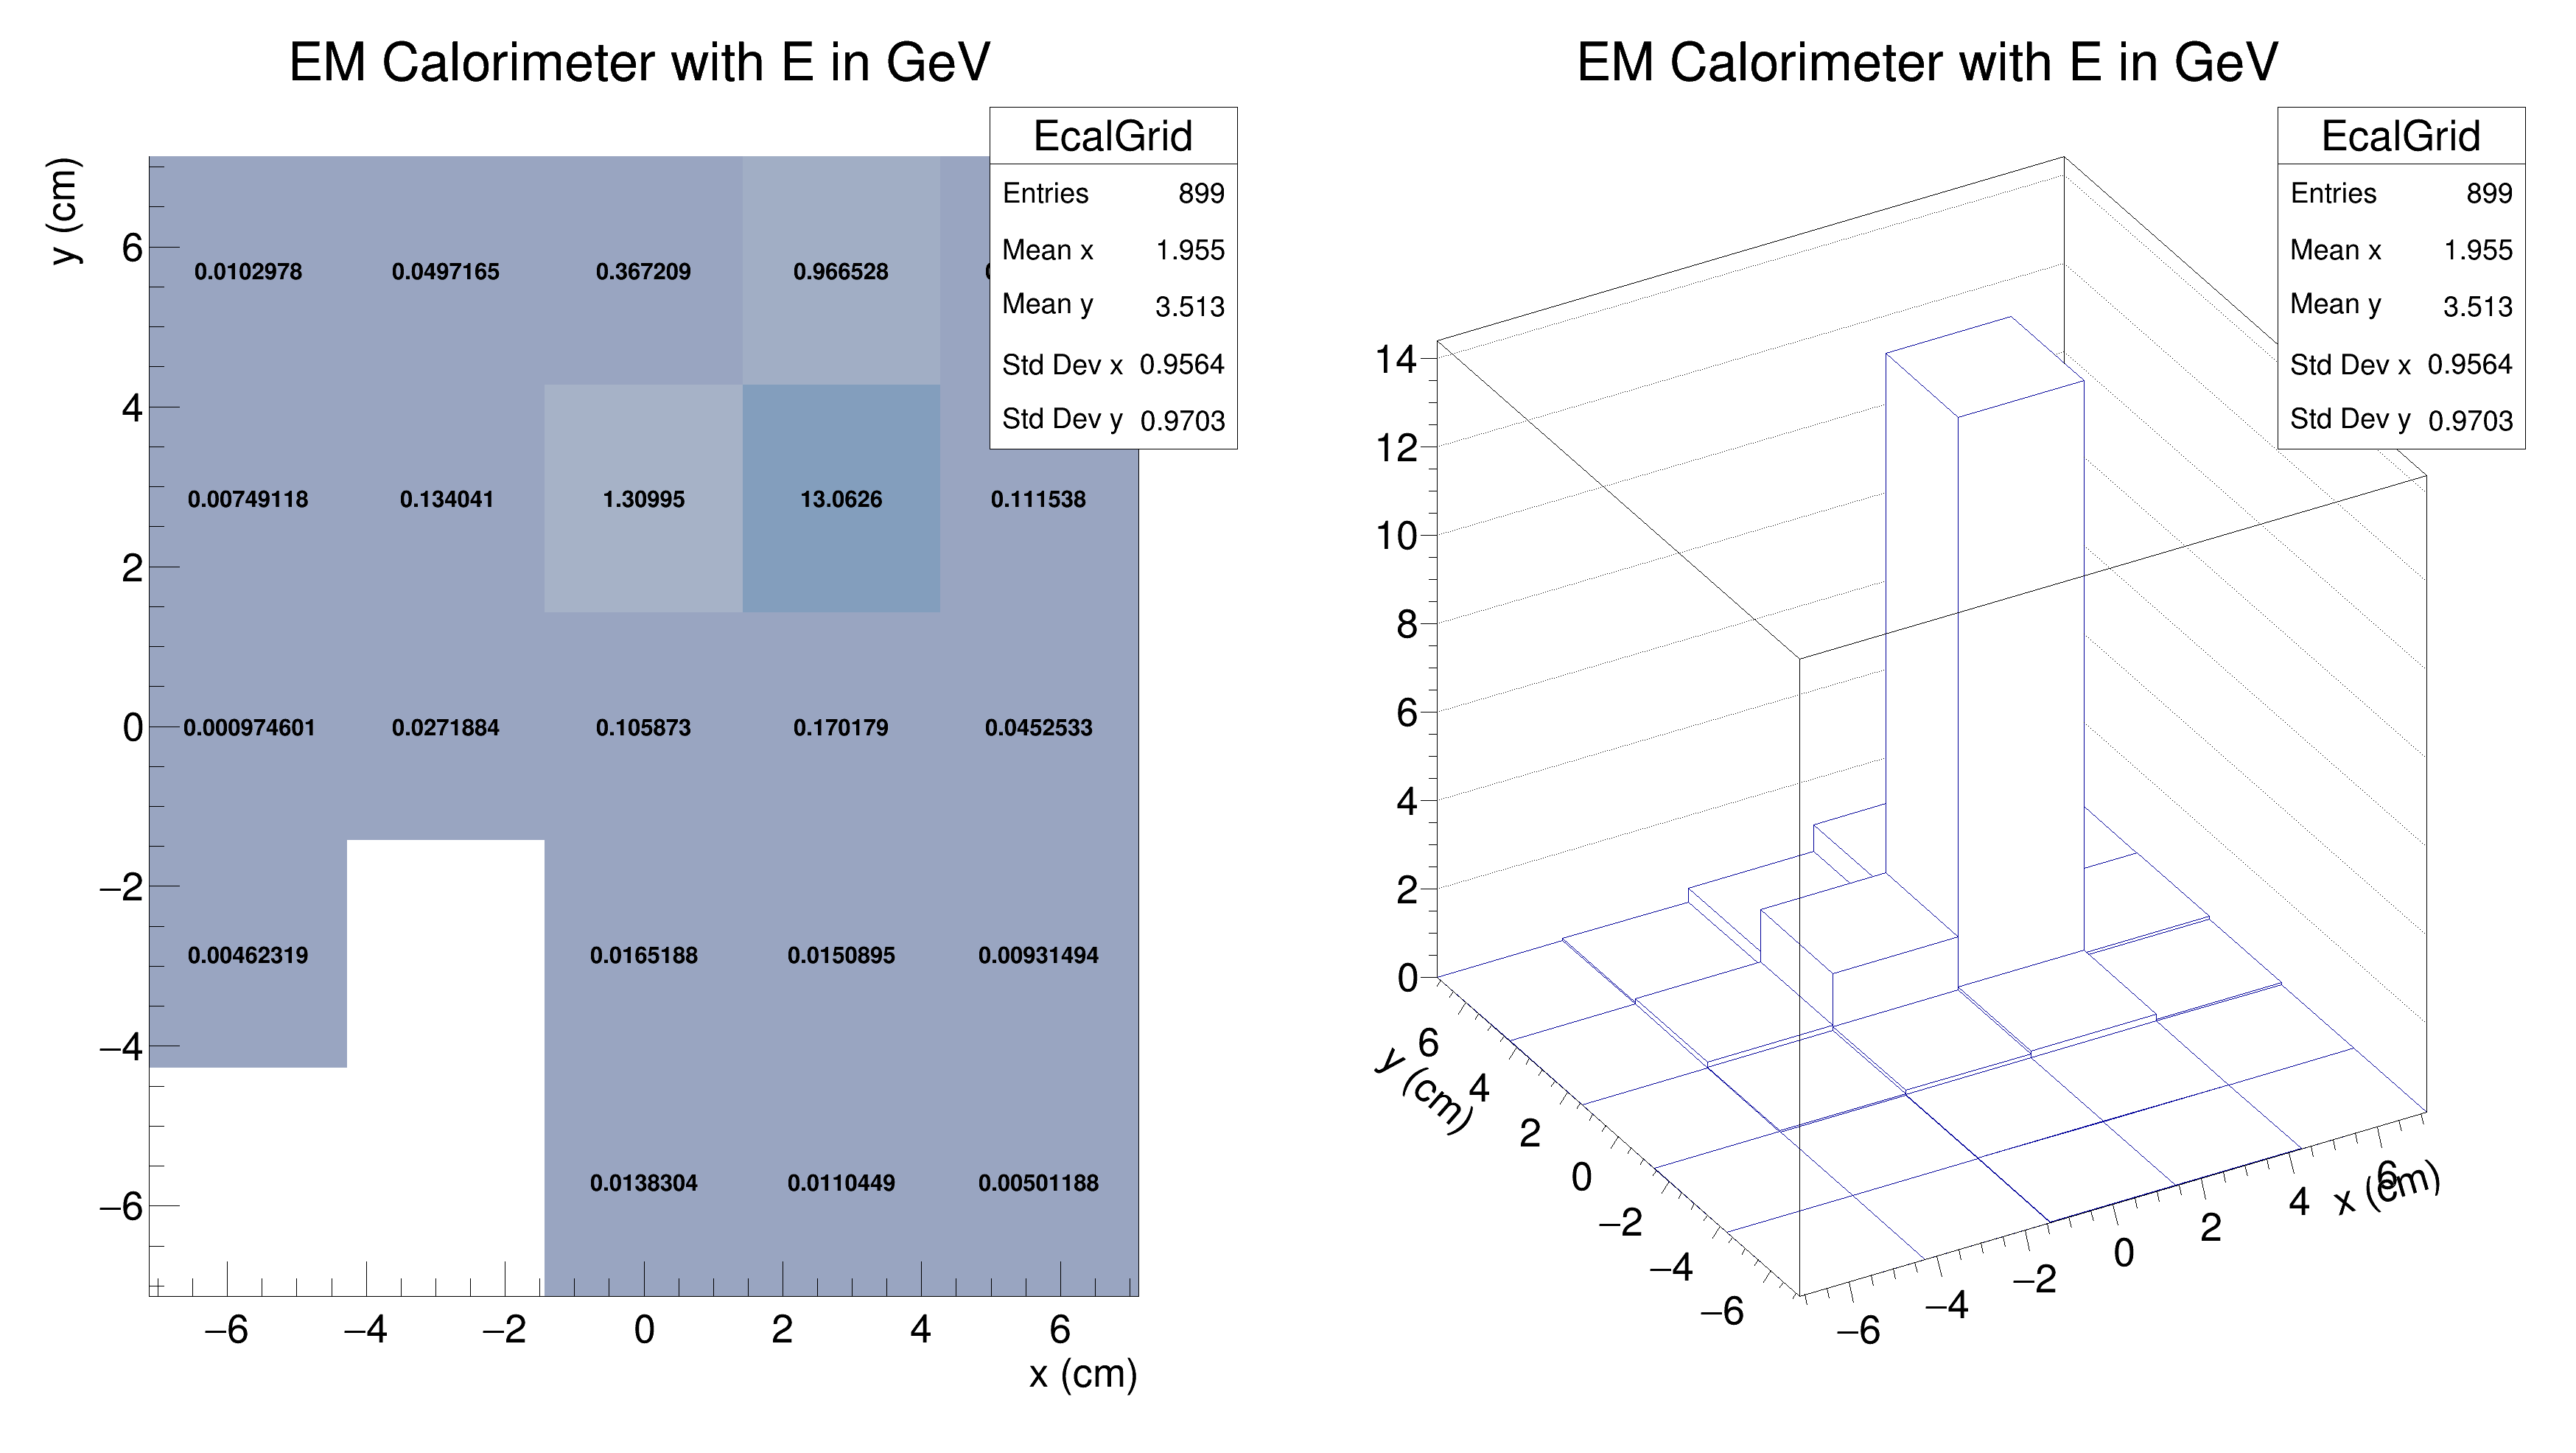 EM Calorimeter with E in GeV
EcalGrid
Entries 899
Mean x 1.955
Mean y 3.513
Std Dev x 0.9564
Std Dev y 0.9703
y (cm)
6
4
2
0
−2
−4
−6
0.0102978 0.0497165 0.367209 0.966528
0.00749118 0.134041 1.30995 13.0626 0.111538
0.000974601 0.0271884 0.105873 0.170179 0.0452533
0.00462319 0.0165188 0.0150895 0.00931494
0.0138304 0.0110449 0.00501188
−6 −4 −2 0 2 4 6
x (cm)
EM Calorimeter with E in GeV
EcalGrid
Entries 899
Mean x 1.955
Mean y 3.513
Std Dev x 0.9564
Std Dev y 0.9703
14
12
10
8
6
4
2
0
6
4
2
0
−2
−4
−6
y (cm)
−6
−4
−2
0
2
4
6
x (cm)